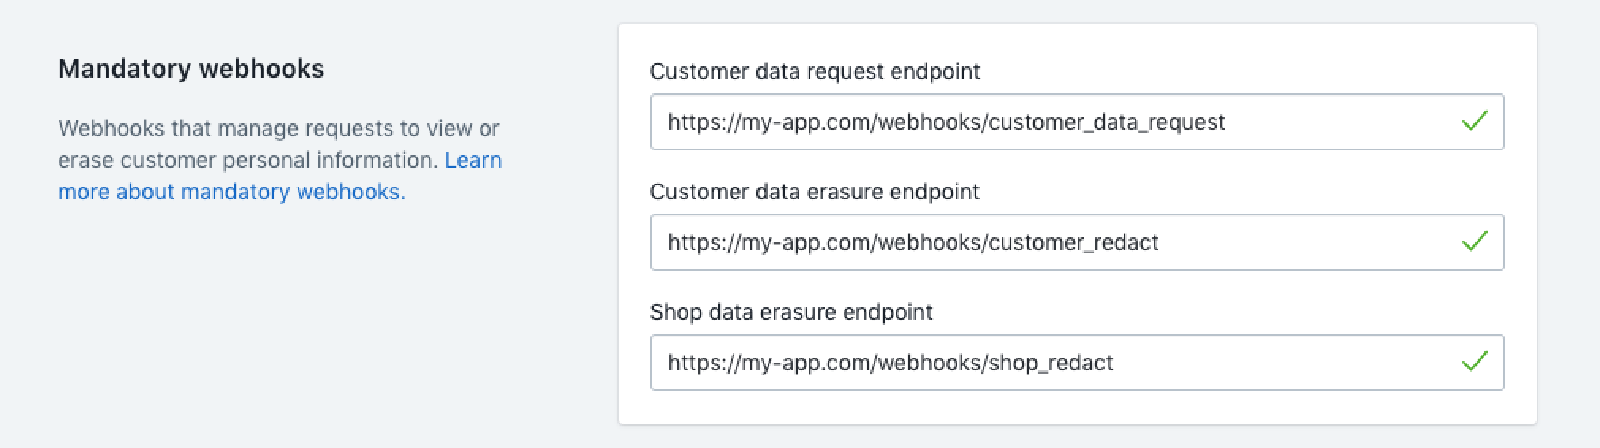 Mandatory webhooks
Webhooks that manage requests to view or
erase customer personal information. Learn
more about mandatory webhooks.
Customer data request endpoint
https://my-app.com/webhooks/customer_data_request
Customer data erasure endpoint
https://my-app.com/webhooks/customer_redact
Shop data erasure endpoint
https://my-app.com/webhooks/shop_redact